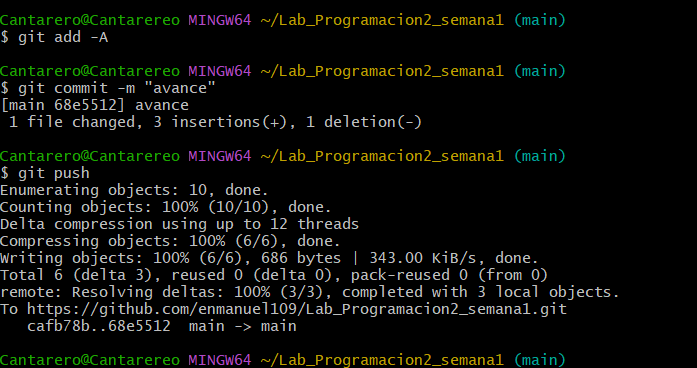 Cantarero@Cantarereo MINGW64 ~/Lab_Programacion2_semana1 (main)
$ git add -A
Cantarero@Cantarereo MINGW64 ~/Lab_Programacion2_semana1 (main)
$ git commit -m "avance"
[main 68e5512] avance
 1 file changed, 3 insertions(+), 1 deletion(-)
Cantarero@Cantarereo MINGW64 ~/Lab_Programacion2_semana1 (main)
$ git push
Enumerating objects: 10, done.
Counting objects: 100% (10/10), done.
Delta compression using up to 12 threads
Compressing objects: 100% (6/6), done.
Writing objects: 100% (6/6), 686 bytes | 343.00 KiB/s, done.
Total 6 (delta 3), reused 0 (delta 0), pack-reused 0 (from 0)
remote: Resolving deltas: 100% (3/3), completed with 3 local objects.
To https://github.com/enmanuel109/Lab_Programacion2_semana1.git
   cafb78b..68e5512  main -> main
Cantarero@Cantarereo MINGW64 ~/Lab_Programacion2_semana1 (main)